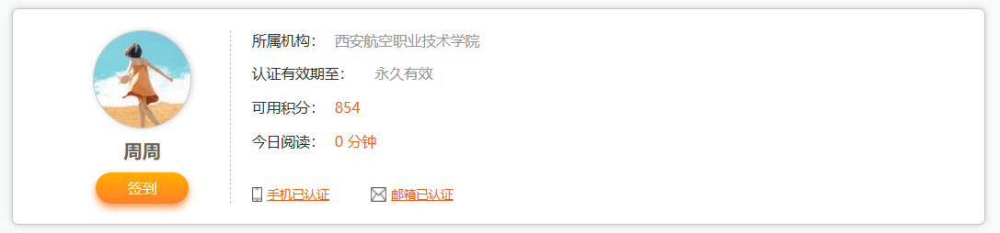 周周
签到
所属机构： 西安航空职业技术学院
认证有效期至： 永久有效
可用积分： 854
今日阅读： 0 分钟
手机已认证 邮箱已认证